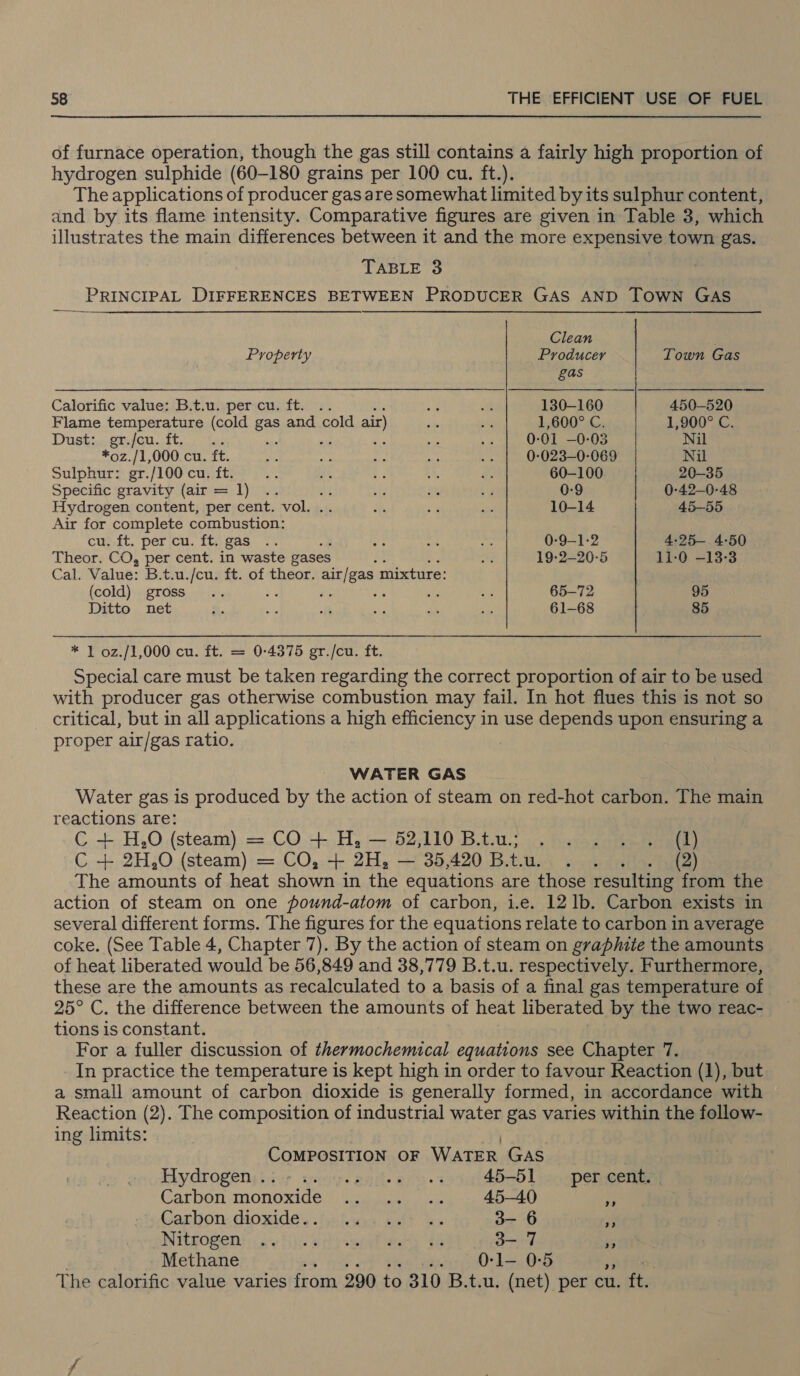 58 THE EFFICIENT USE OF FUEL
of furnace operation, though the gas still contains a fairly high proportion of
hydrogen sulphide (60–180 grains per 100 cu. ft.).
The applications of producer gas are somewhat limited by its sulphur content,
and by its flame intensity. Comparative figures are given in Table 3, which
illustrates the main differences between it and the more expensive town gas.
TABLE 3
PRINCIPAL DIFFERENCES BETWEEN PRODUCER GAS AND TOWN GAS
Property Clean Producer gas Town Gas
Calorific value: B.t.u. per cu. ft. .. .. .. .. 130–160 450–520
Flame temperature (cold gas and cold air) .. .. 1,600° C. 1,900° C.
Dust: gr./cu. ft. .. .. .. .. .. .. 0·01 –0·03 Nil
*oz./1,000 cu. ft. .. .. .. .. .. 0·023–0·069 Nil
Sulphur: gr./100 cu. ft. .. .. .. .. .. 60–100 20–35
Specific gravity (air = 1) .. .. .. .. .. 0·9 0·42–0·48
Hydrogen content, per cent. vol. .. .. .. .. 10–14 45–55
Air for complete combustion:
cu. ft. per cu. ft. gas .. .. .. .. .. 0·9–1·2 4·25– 4·50
Theor. CO₂ per cent. in waste gases .. .. .. 19·2–20·5 11·0 –13·3
Cal. Value: B.t.u./cu. ft. of theor. air/gas mixture:
(cold) gross .. .. .. .. .. .. 65–72 95
Ditto net .. .. .. .. .. .. 61–68 85
* 1 oz./1,000 cu. ft. = 0·4375 gr./cu. ft.
Special care must be taken regarding the correct proportion of air to be used
with producer gas otherwise combustion may fail. In hot flues this is not so
critical, but in all applications a high efficiency in use depends upon ensuring a
proper air/gas ratio.
WATER GAS
Water gas is produced by the action of steam on red-hot carbon. The main
reactions are:
C + H₂O (steam) = CO + H₂ — 52,110 B.t.u.; . . . . . (1)
C + 2H₂O (steam) = CO₂ + 2H₂ — 35,420 B.t.u. . . . . . (2)
The amounts of heat shown in the equations are those resulting from the
action of steam on one pound-atom of carbon, i.e. 12 lb. Carbon exists in
several different forms. The figures for the equations relate to carbon in average
coke. (See Table 4, Chapter 7). By the action of steam on graphite the amounts
of heat liberated would be 56,849 and 38,779 B.t.u. respectively. Furthermore,
these are the amounts as recalculated to a basis of a final gas temperature of
25° C. the difference between the amounts of heat liberated by the two reac-
tions is constant.
For a fuller discussion of thermochemical equations see Chapter 7.
In practice the temperature is kept high in order to favour Reaction (1), but
a small amount of carbon dioxide is generally formed, in accordance with
Reaction (2). The composition of industrial water gas varies within the follow-
ing limits:
COMPOSITION OF WATER GAS
Hydrogen .. .. .. .. .. 45–51 per cent.
Carbon monoxide .. .. .. 45–40 ,,
Carbon dioxide.. .. .. .. 3– 6 ,,
Nitrogen .. .. .. .. .. 3– 7 ,,
Methane .. .. .. .. 0·1– 0·5 ,,
The calorific value varies from 290 to 310 B.t.u. (net) per cu. ft.